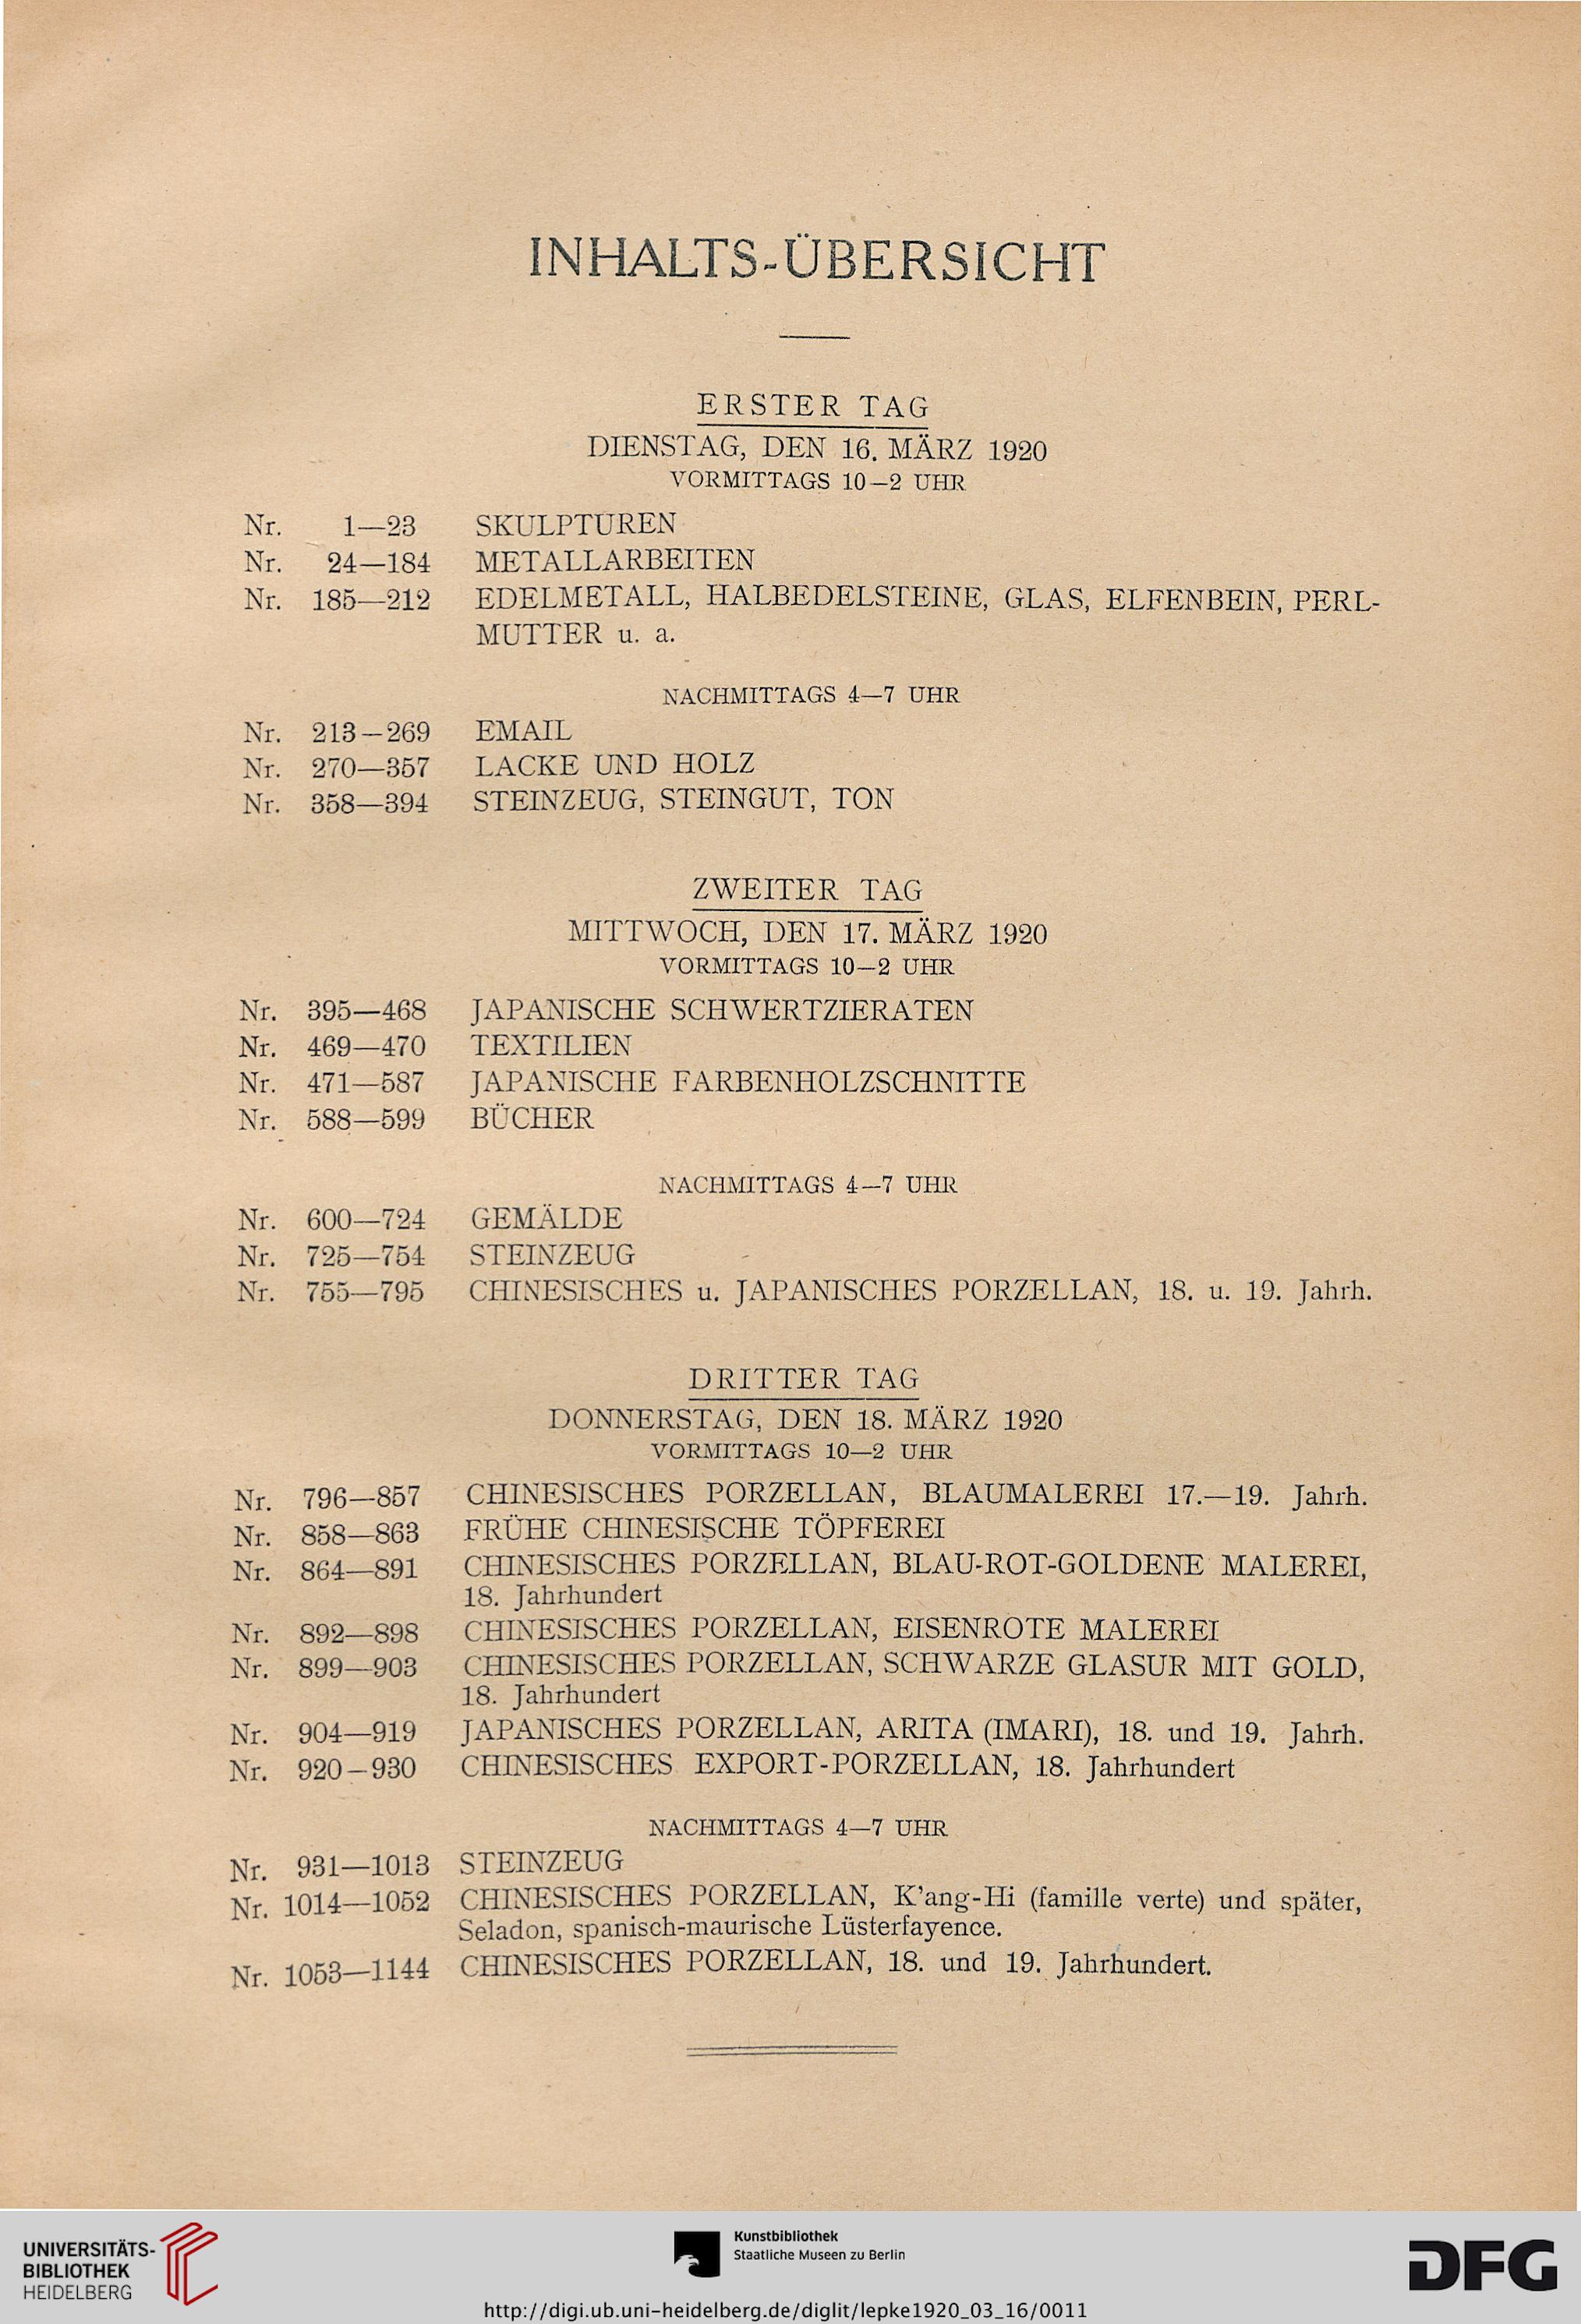 INHALTS-ÜBERSICHT
ERSTER TAG
DIENSTAG, DEN 16. MÄRZ 1920
VORMITTAGS 10—2 UHR
Nr. 1—23 SKULPTUREN
Nr. 24—184 METALLARBEITEN
Nr. 185—212 EDELMETALL, HALBEDELSTEINE, GLAS, ELFENBEIN, PERL-
MUTTER u. a.
NACHMITTAGS 4—7 UHR
Nr. 213—269 EMAIL
Nr. 270—357 LACKE UND HOLZ
Nr. 358—394 STEINZEUG, STEINGUT, TON
ZWEITER TAG
MITTWOCH, DEN 17. MÄRZ 1920
VORMITTAGS 10—2 UHR
Nr. 395—468 JAPANISCHE SCHWERTZIERATEN
Nr. 469—470 TEXTILIEN
Nr. 471—587 JAPANISCHE FARBENHOLZSCHNITTE
Nr. 588—599 BÜCHER
NACHMITTAGS 4—7 UHR
Nr. 600—724 GEMÄLDE
Nr. 725—754 STEINZEUG
Nr. 755—795 CHINESISCHES u. JAPANISCHES PORZELLAN, 18. u. 19. Jahrh.
DRITTER TAG
DONNERSTAG, DEN 18. MÄRZ 1920
VORMITTAGS 10—2 UHR
Nr. 796—857 CHINESISCHES PORZELLAN, BLAUMALEREI 17.—19. Jahrh.
Nr. 858—863 FRÜHE CHINESISCHE TÖPFEREI
Nr. 864—891 CHINESISCHES PORZELLAN, BLAU-ROT-GOLDENE MALEREI,
18. Jahrhundert
Nr. 892—898 CHINESISCHES PORZELLAN, EISENROTE MALEREI
Nr. 899—903 CHINESISCHES PORZELLAN, SCHWARZE GLASUR MIT GOLD,
18. Jahrhundert
Nr. 904—919 JAPANISCHES PORZELLAN, ARITA (IMARI), 18. und 19. Jahrh.
Nr. 920—930 CHINESISCHES EXPORT-PORZELLAN, 18. Jahrhundert
NACHMITTAGS 4—7 UHR
Nr. 931—1013 STEINZEUG
Nr. 1014—1052 CHINESISCHES PORZELLAN, K'ang-Hi (famille verte) und später,
Seladon, spanisch-maurische Lüsterfayence.
Nr. 1053—1144 CHINESISCHES PORZELLAN, 18. und 19. Jahrhundert.
UNIVERSITÄTS-
BIBLIOTHEK
HEIDELBERG
Kunstbibliothek
Staatliche Museen zu Berlin
DFG
http://digi.ub.uni-heidelberg.de/diglit/lepke1920_03_16/0011